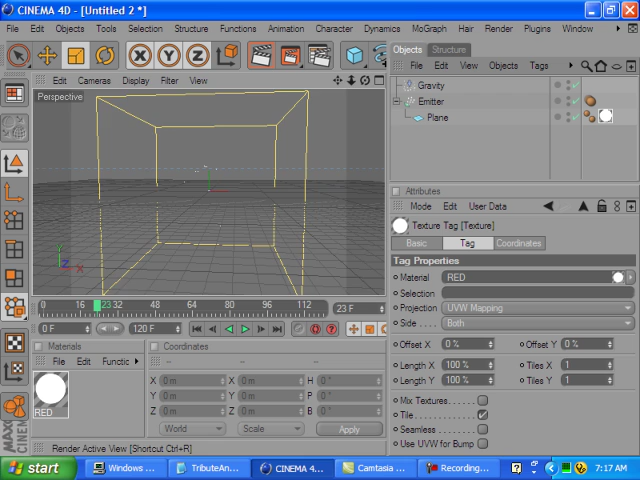 CINEMA 4D - [Untitled 2 *]
File Edit Objects Tools Selection Structure Functions Animation Character Dynamics MoGraph Hair Render Plugins Window
X Y Z
Objects Structure
File Edit View Objects Tags
Gravity
Emitter
Plane
Edit Cameras Display Filter View
Perspective
Y
Z X
Attributes
Mode Edit User Data
Texture Tag [Texture]
Basic Tag Coordinates
Tag Properties
Material RED
Selection
Projection UVW Mapping
Side . . . Both
Offset X 0 % Offset Y 0 %
Length X 100 % Tiles X 1
Length Y 100 % Tiles Y 1
Mix Textures
Tile
Seamless
Use UVW for Bump
0 16 23 32 48 64 80 96 112 23 F
0 F 120 F
Materials
File Edit Functic
RED
Coordinates
-- -- --
X 0 m X 0 m H 0 °
Y 0 m Y 0 m P 0 °
Z 0 m Z 0 m B 0 °
World Scale Apply
MAXO
CINEM
Render Active View [Shortcut Ctrl+R]
start Windows ... TributeAn... CINEMA 4... Camtasia ... Recording... 7:17 AM